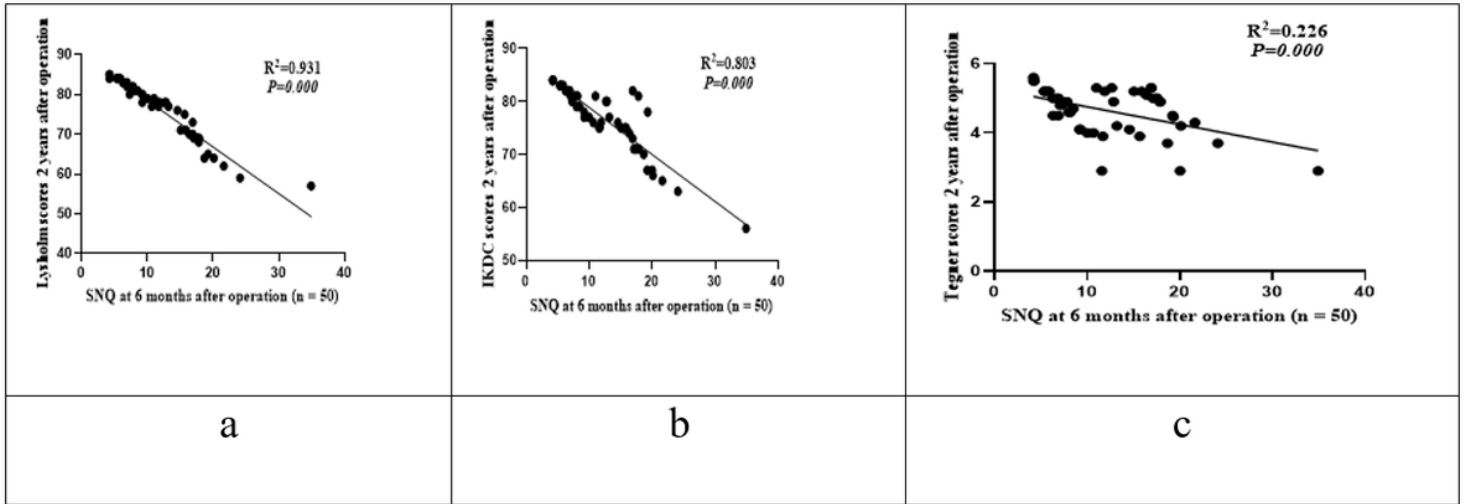 Lysholm scores 2 years after operation
90
80
70
60
50
40
0 10 20 30 40
SNQ at 6 months after operation (n = 50)
R²=0.931
P=0.000
IKDC scores 2 years after operation
90
80
70
60
50
0 10 20 30 40
SNQ at 6 months after operation (n = 50)
R²=0.803
P=0.000
Tegner scores 2 years after operation
6
4
2
0
0 10 20 30 40
SNQ at 6 months after operation (n = 50)
R²=0.226
P=0.000
a
b
c